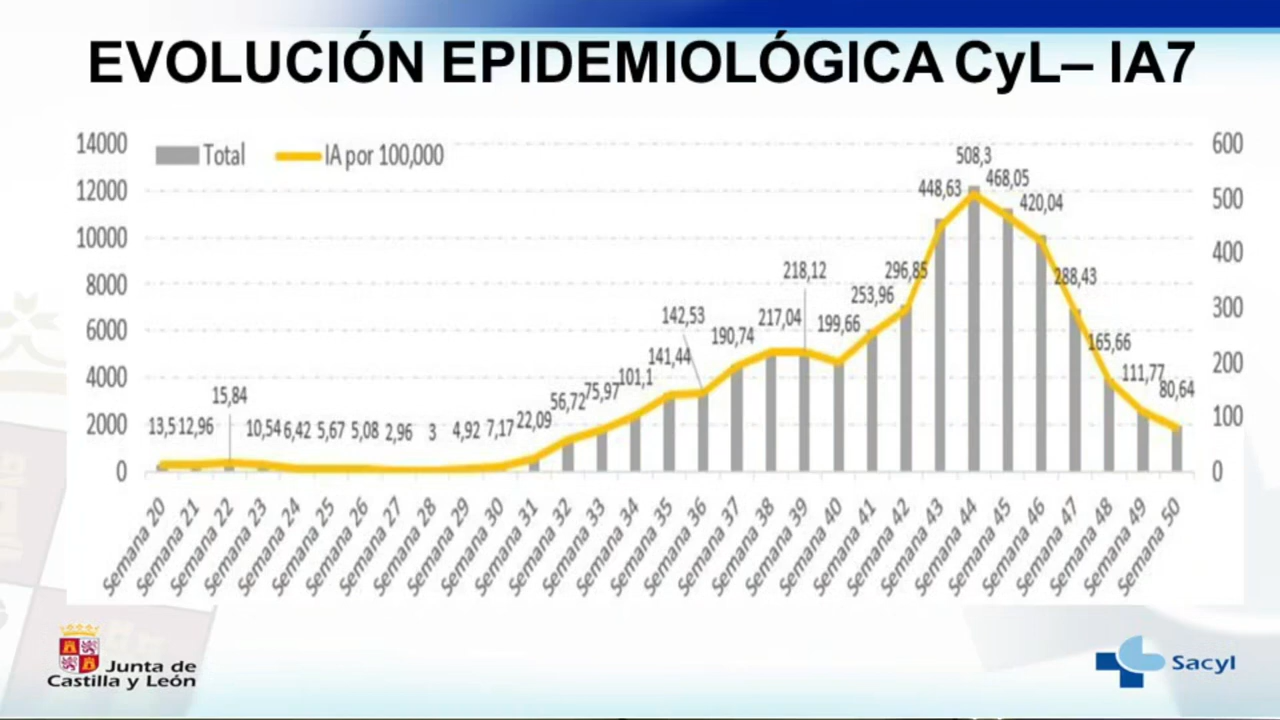 EVOLUCIÓN EPIDEMIOLÓGICA CyL– IA7
14000
12000
10000
8000
6000
4000
2000
0
Total
IA por 100,000
600
500
400
300
200
100
0
13,5
12,96
15,84
10,54
6,42
5,67
5,08
2,96
3
4,92
7,17
22,09
56,72
75,97
101,1
141,44
142,53
190,74
217,04
218,12
199,66
253,96
296,85
448,63
508,3
468,05
420,04
288,43
165,66
111,77
80,64
Semana 20
Semana 21
Semana 22
Semana 23
Semana 24
Semana 25
Semana 26
Semana 27
Semana 28
Semana 29
Semana 30
Semana 31
Semana 32
Semana 33
Semana 34
Semana 35
Semana 36
Semana 37
Semana 38
Semana 39
Semana 40
Semana 41
Semana 42
Semana 43
Semana 44
Semana 45
Semana 46
Semana 47
Semana 48
Semana 49
Semana 50
Junta de
Castilla y León
Sacyl